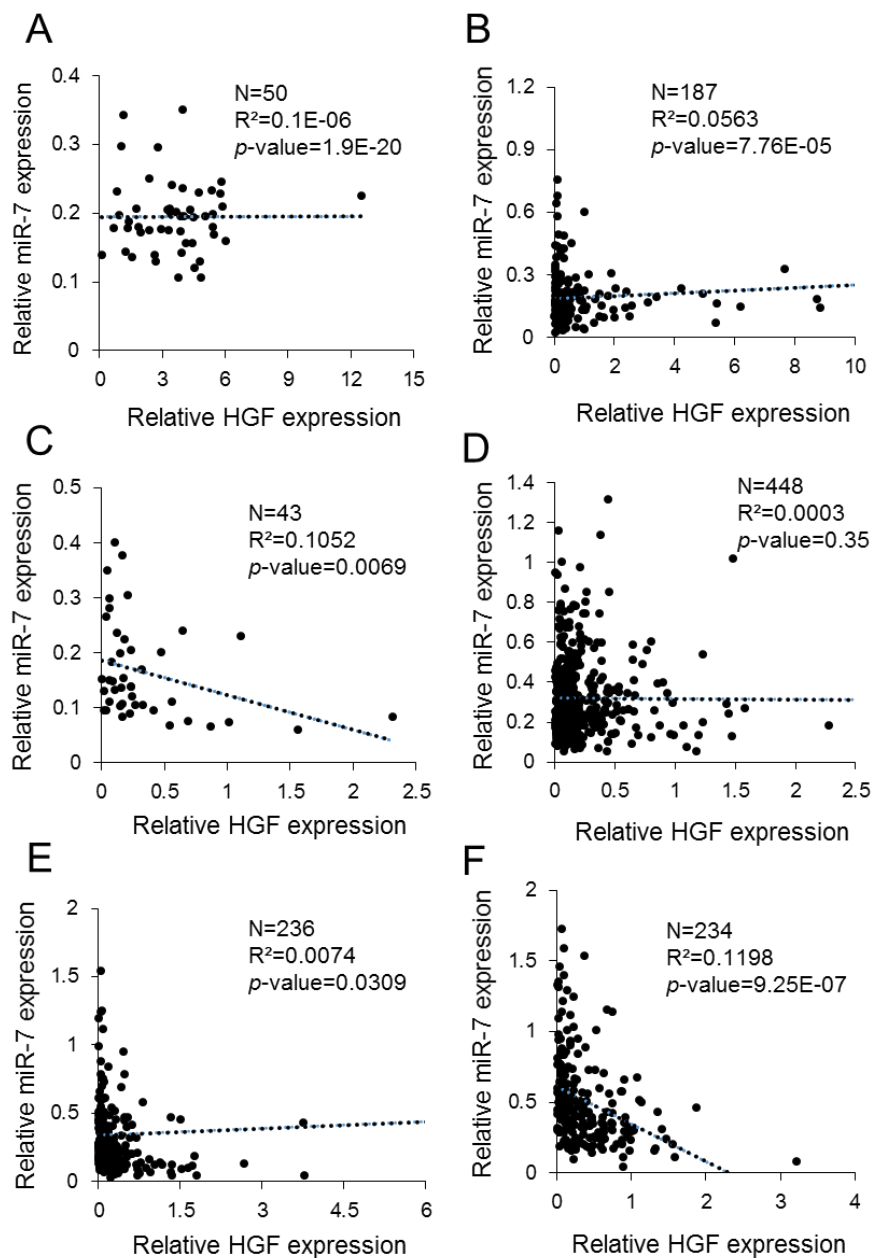 A
Relative miR-7 expression
0.4
0.3
0.2
0.1
0
N=50
R²=0.1E-06
p-value=1.9E-20
0 3 6 9 12 15
Relative HGF expression
B
Relative miR-7 expression
1.2
0.9
0.6
0.3
0
N=187
R²=0.0563
p-value=7.76E-05
0 2 4 6 8 10
Relative HGF expression
C
Relative miR-7 expression
0.5
0.4
0.3
0.2
0.1
0
N=43
R²=0.1052
p-value=0.0069
0 0.5 1 1.5 2 2.5
Relative HGF expression
D
Relative miR-7 expression
1.4
1.2
1
0.8
0.6
0.4
0.2
0
N=448
R²=0.0003
p-value=0.35
0 0.5 1 1.5 2 2.5
Relative HGF expression
E
Relative miR-7 expression
2
1.5
1
0.5
0
N=236
R²=0.0074
p-value=0.0309
0 1.5 3 4.5 6
Relative HGF expression
F
Relative miR-7 expression
2
1.5
1
0.5
0
N=234
R²=0.1198
p-value=9.25E-07
0 1 2 3 4
Relative HGF expression